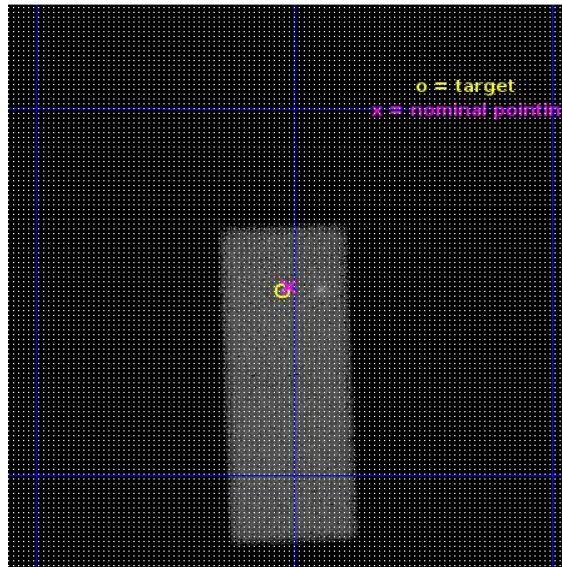 o = target
x = nominal pointin